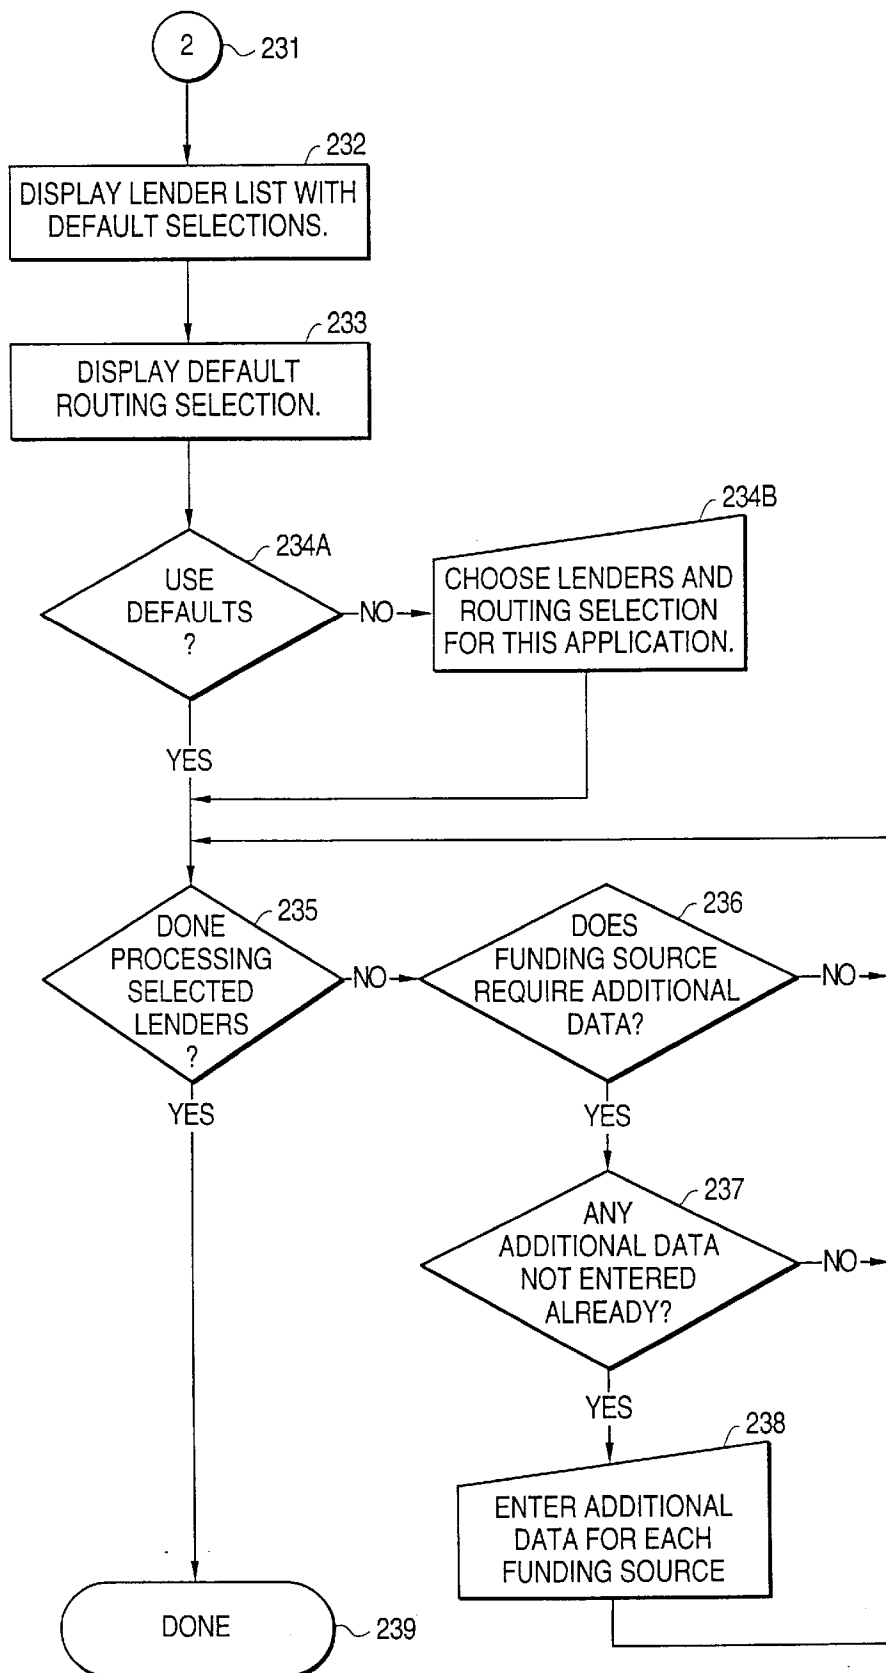 2
231
232
DISPLAY LENDER LIST WITH
DEFAULT SELECTIONS.
233
DISPLAY DEFAULT
ROUTING SELECTION.
234A
USE
DEFAULTS
?
NO
234B
CHOOSE LENDERS AND
ROUTING SELECTION
FOR THIS APPLICATION.
YES
235
DONE
PROCESSING
SELECTED
LENDERS
?
NO
236
DOES
FUNDING SOURCE
REQUIRE ADDITIONAL
DATA?
NO
YES
YES
237
ANY
ADDITIONAL DATA
NOT ENTERED
ALREADY?
NO
YES
238
ENTER ADDITIONAL
DATA FOR EACH
FUNDING SOURCE
DONE
239